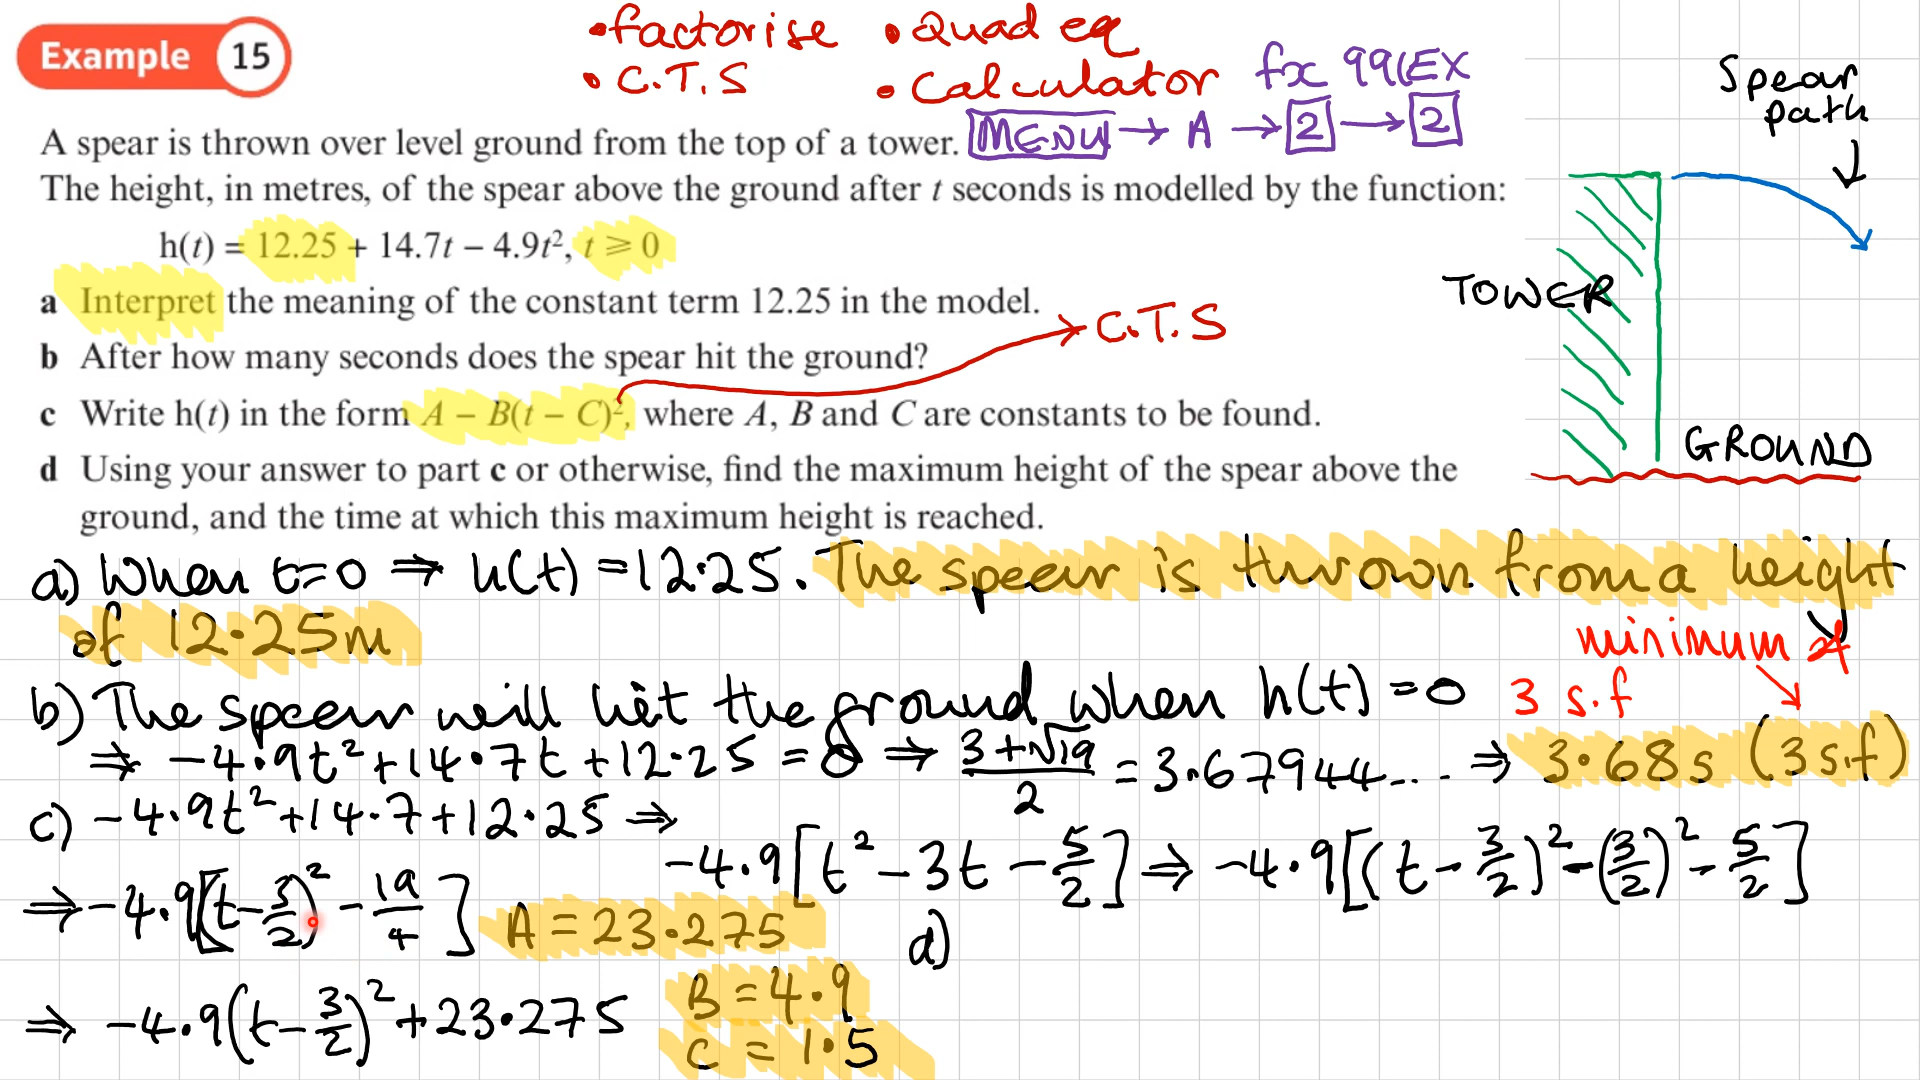 Example 15
• factorise • Quad eq
• C.T.S • Calculator fx 991EX
MENU → A → 2 → 2
Spear path
A spear is thrown over level ground from the top of a tower.
The height, in metres, of the spear above the ground after t seconds is modelled by the function:
h(t) = 12.25 + 14.7t – 4.9t², t ⩾ 0
a Interpret the meaning of the constant term 12.25 in the model.
TOWER
→ C.T.S
b After how many seconds does the spear hit the ground?
c Write h(t) in the form A – B(t – C)², where A, B and C are constants to be found.
GROUND
d Using your answer to part c or otherwise, find the maximum height of the spear above the
ground, and the time at which this maximum height is reached.
a) When t=0 ⇒ h(t) = 12.25. The spear is thrown from a height
of 12.25m
minimum of
3 s.f
b) The spear will hit the ground when h(t) = 0
⇒ -4.9t² + 14.7t + 12.25 = 0 ⇒ (3+√19)/2 = 3.67944... ⇒ 3.68s (3 s.f)
c) -4.9t² + 14.7 + 12.25 ⇒
-4.9[t² - 3t - 5/2] ⇒ -4.9[(t - 3/2)² - (3/2)² - 5/2]
⇒ -4.9[(t - 3/2)² - 19/4] A = 23.275
d)
⇒ -4.9(t - 3/2)² + 23.275 B = 4.9
C = 1.5